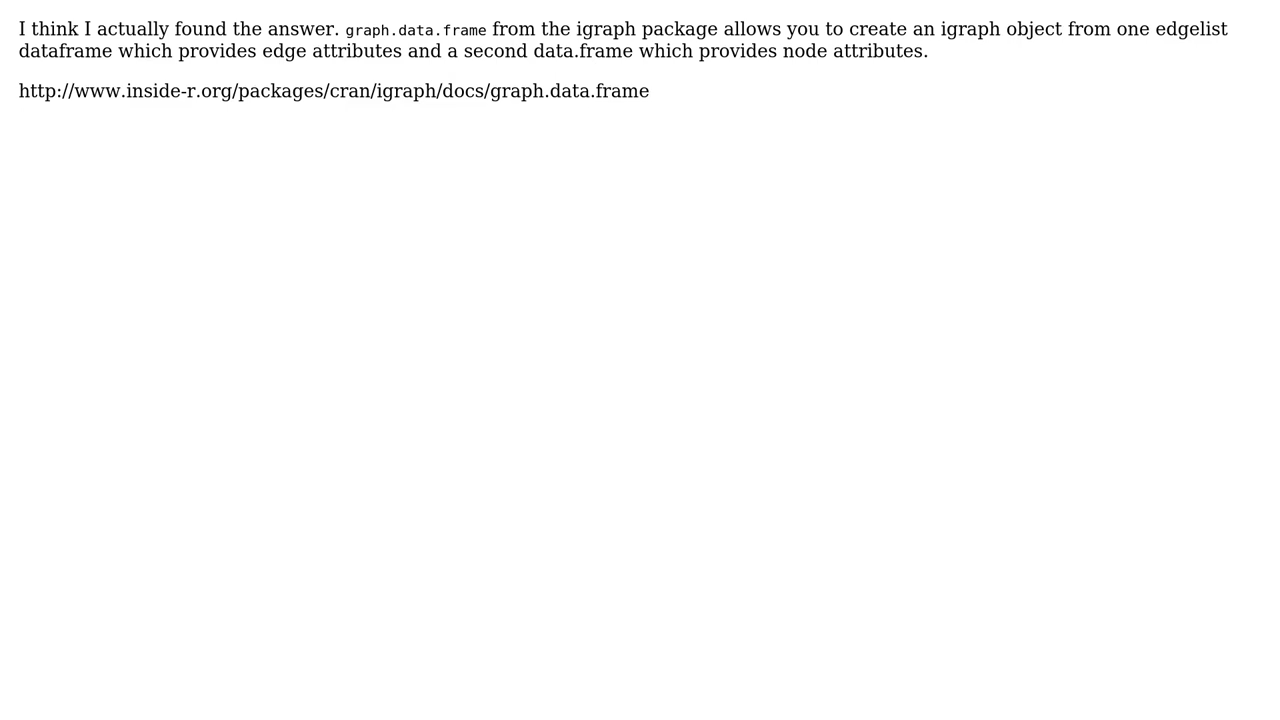 I think I actually found the answer. graph.data.frame from the igraph package allows you to create an igraph object from one edgelist
dataframe which provides edge attributes and a second data.frame which provides node attributes.
http://www.inside-r.org/packages/cran/igraph/docs/graph.data.frame